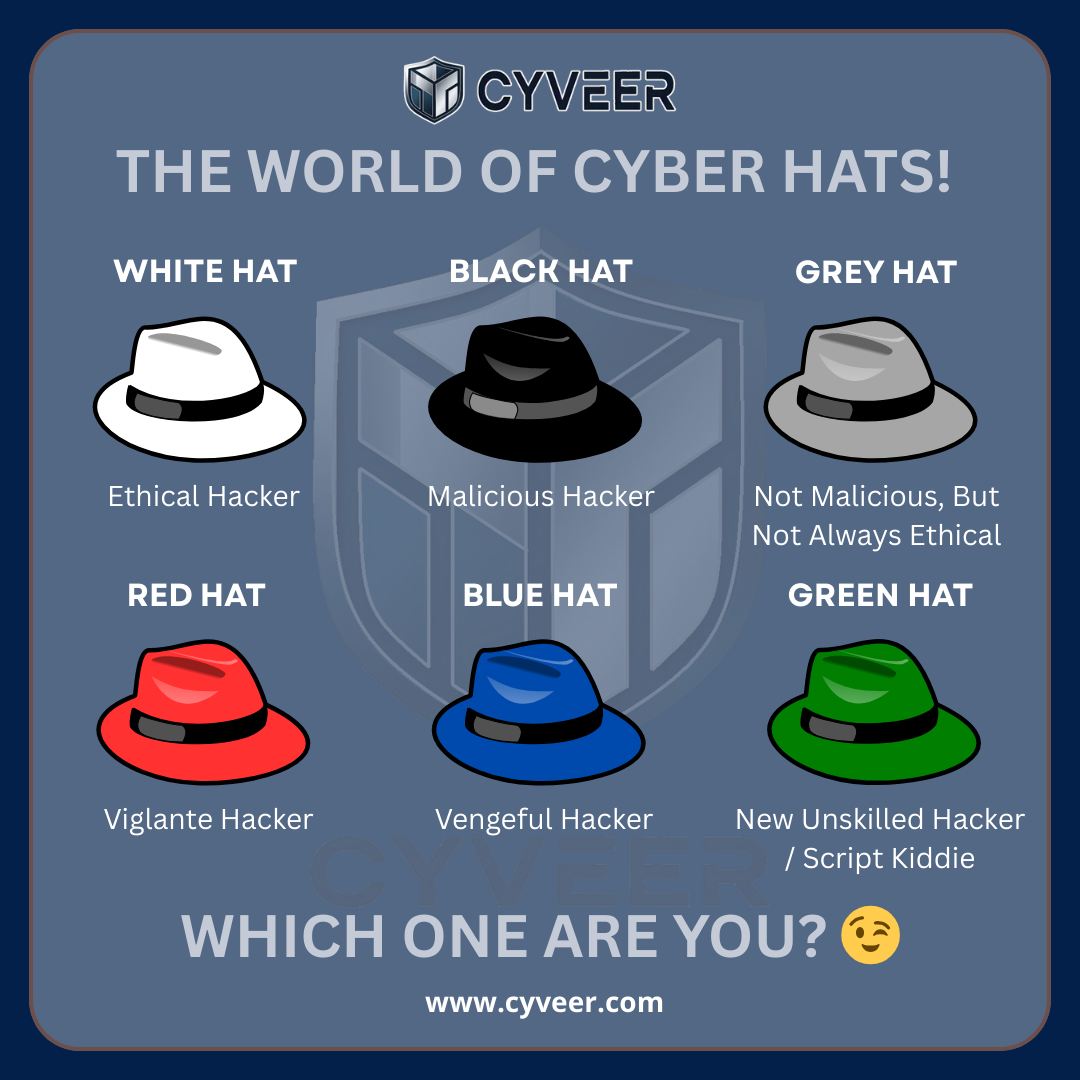 CYVEER
THE WORLD OF CYBER HATS!
WHITE HAT
BLACK HAT
GREY HAT
Ethical Hacker
Malicious Hacker
Not Malicious, But
Not Always Ethical
RED HAT
BLUE HAT
GREEN HAT
Viglante Hacker
Vengeful Hacker
New Unskilled Hacker
/ Script Kiddie
CYVEER
WHICH ONE ARE YOU?
www.cyveer.com